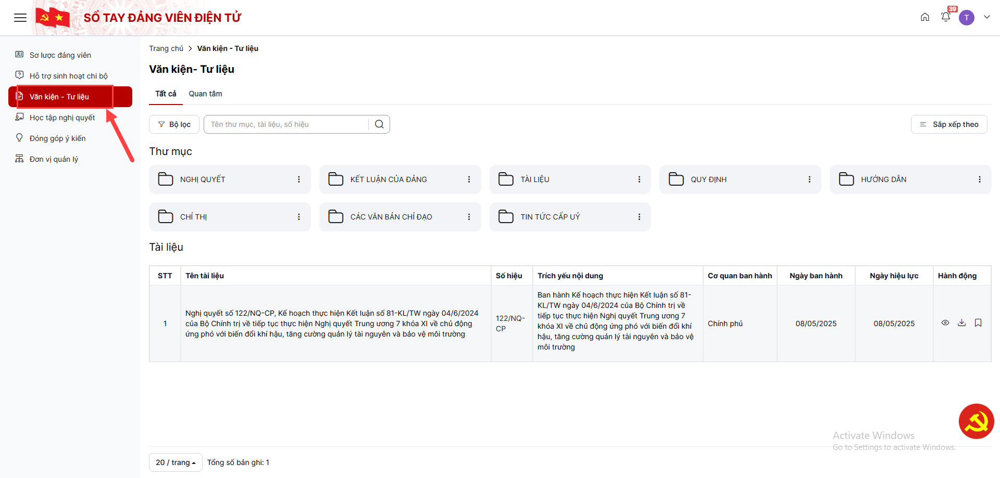 SỔ TAY ĐẢNG VIÊN ĐIỆN TỬ
39
T
Sơ lược đảng viên
Hỗ trợ sinh hoạt chi bộ
Văn kiện - Tư liệu
Học tập nghị quyết
Đóng góp ý kiến
Đơn vị quản lý
Trang chủ > Văn kiện - Tư liệu
Văn kiện- Tư liệu
Tất cả Quan tâm
Bộ lọc
Tên thư mục, tài liệu, số hiệu
Sắp xếp theo
Thư mục
NGHỊ QUYẾT
KẾT LUẬN CỦA ĐẢNG
TÀI LIỆU
QUY ĐỊNH
HƯỚNG DẪN
CHỈ THỊ
CÁC VĂN BẢN CHỈ ĐẠO
TIN TỨC CẤP UỶ
Tài liệu
STT Tên tài liệu Số hiệu Trích yếu nội dung Cơ quan ban hành Ngày ban hành Ngày hiệu lực Hành động
1
Nghị quyết số 122/NQ-CP, Kế hoạch thực hiện Kết luận số 81-KL/TW ngày 04/6/2024
của Bộ Chính trị về tiếp tục thực hiện Nghị quyết Trung ương 7 khóa XI về chủ động
ứng phó với biến đổi khí hậu, tăng cường quản lý tài nguyên và bảo vệ môi trường
122/NQ-
CP
Ban hành Kế hoạch thực hiện Kết luận số 81-
KL/TW ngày 04/6/2024 của Bộ Chính trị về
tiếp tục thực hiện Nghị quyết Trung ương 7
khóa XI về chủ động ứng phó với biến đổi khí
hậu, tăng cường quản lý tài nguyên và bảo vệ
môi trường
Chính phủ
08/05/2025
08/05/2025
Activate Windows
Go to Settings to activate Windows.
20 / trang
Tổng số bản ghi: 1